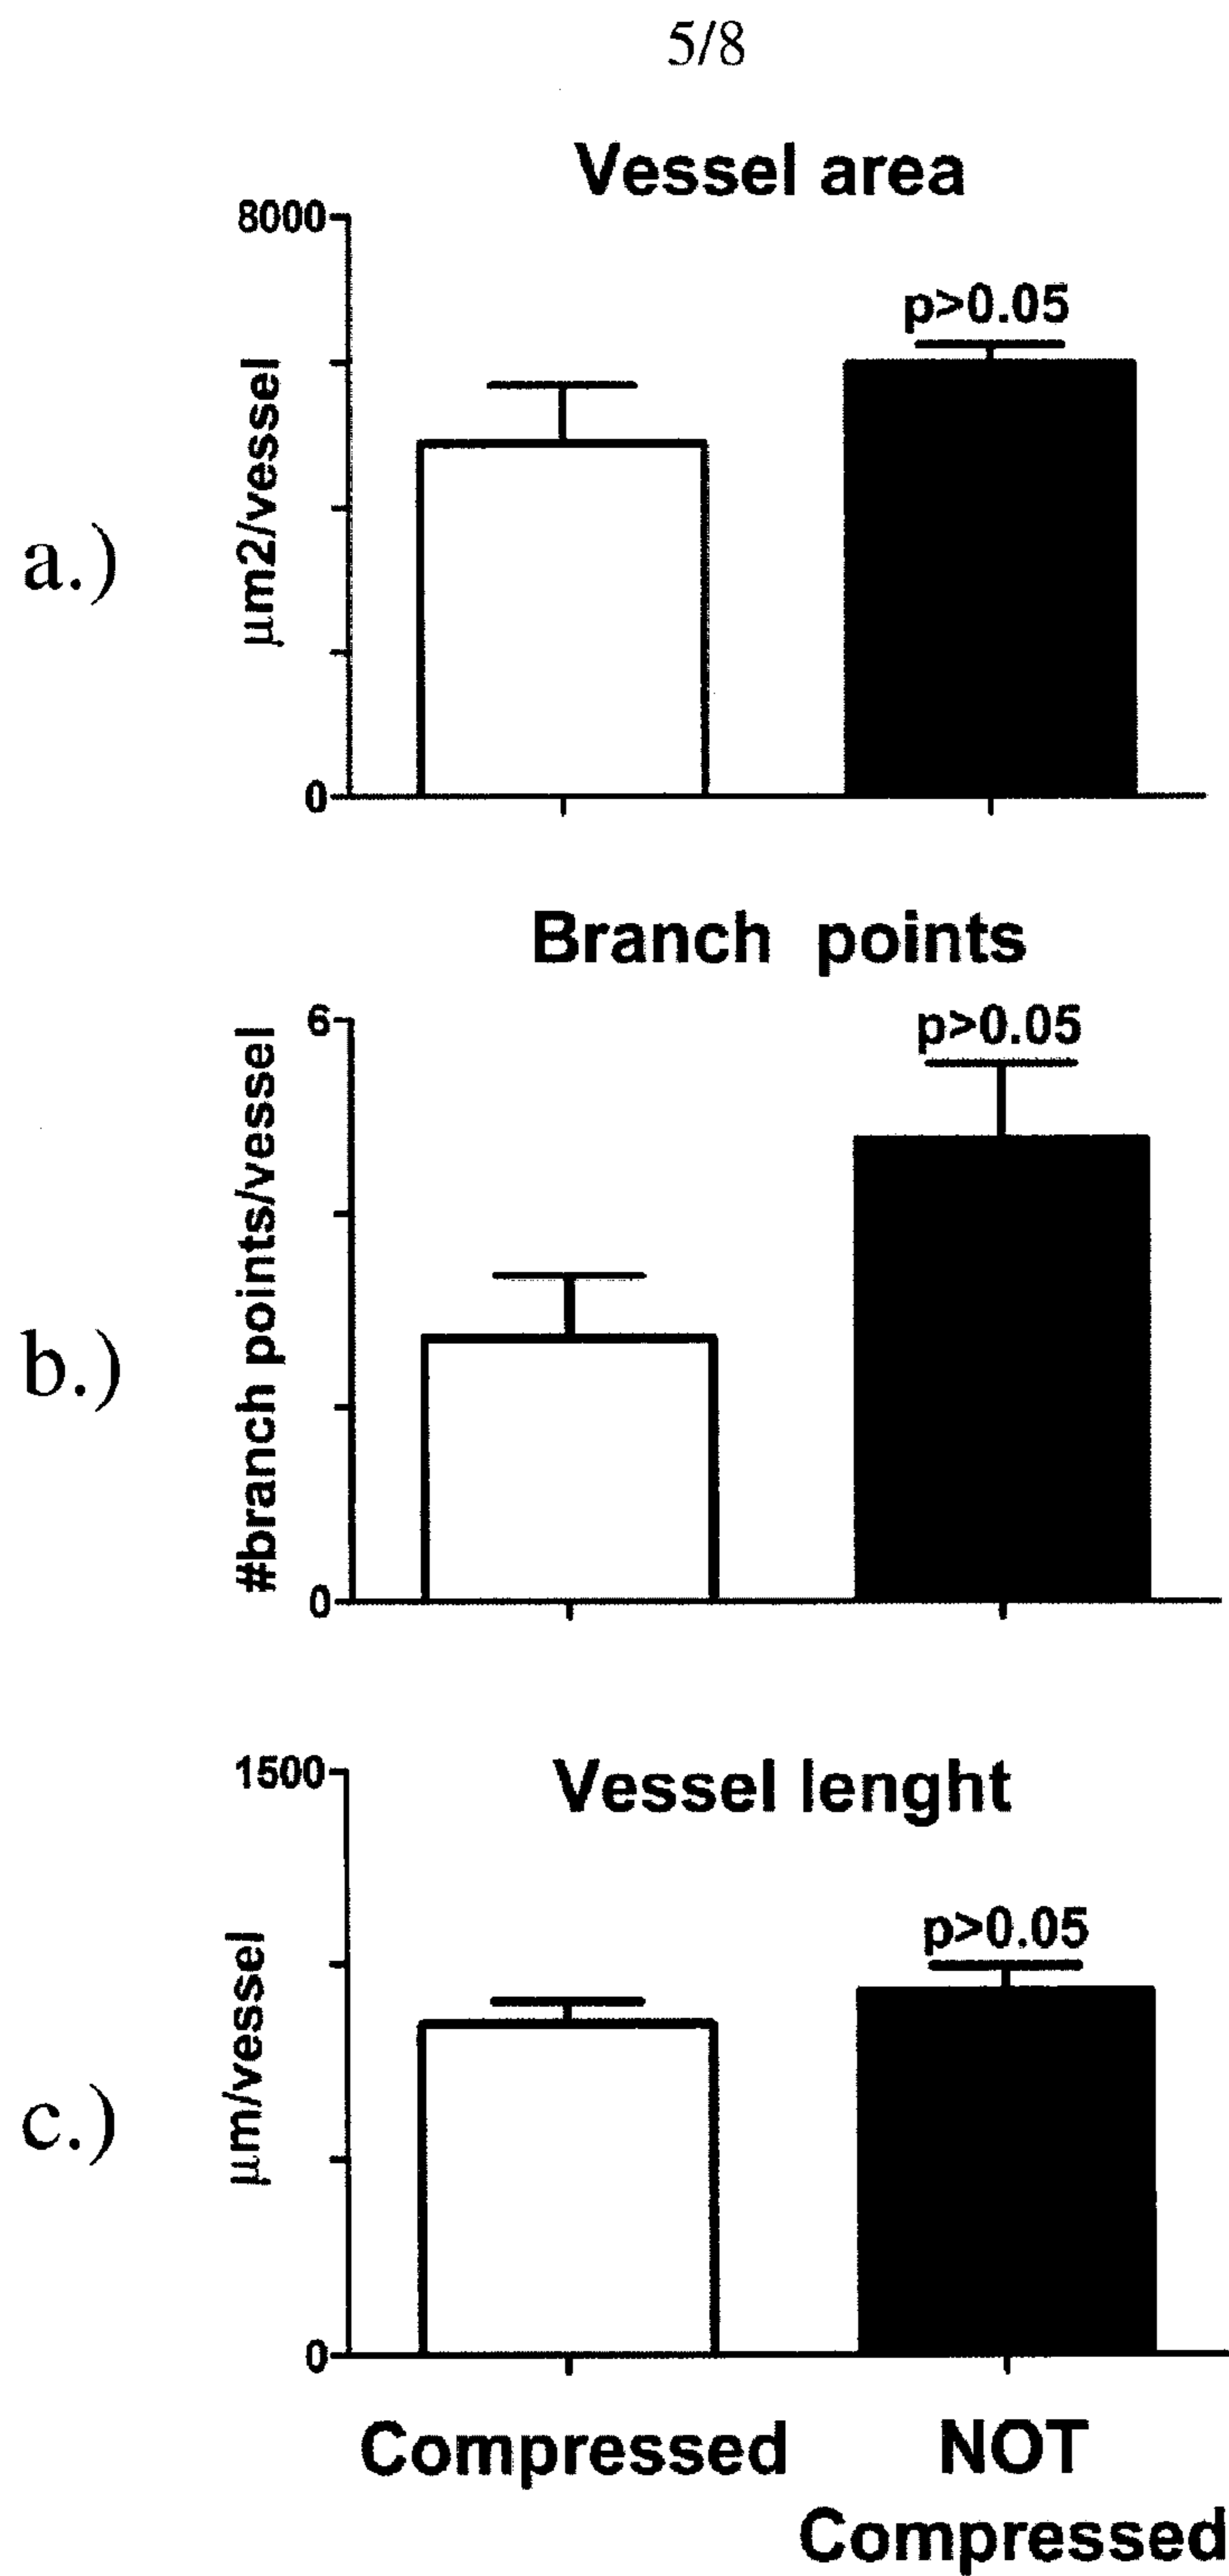 5/8
Vessel area
8000
p>0.05
µm2/vessel
a.)
0
Branch points
6
p>0.05
#branch points/vessel
b.)
0
1500
Vessel lenght
p>0.05
µm/vessel
c.)
0
Compressed
NOT
Compressed